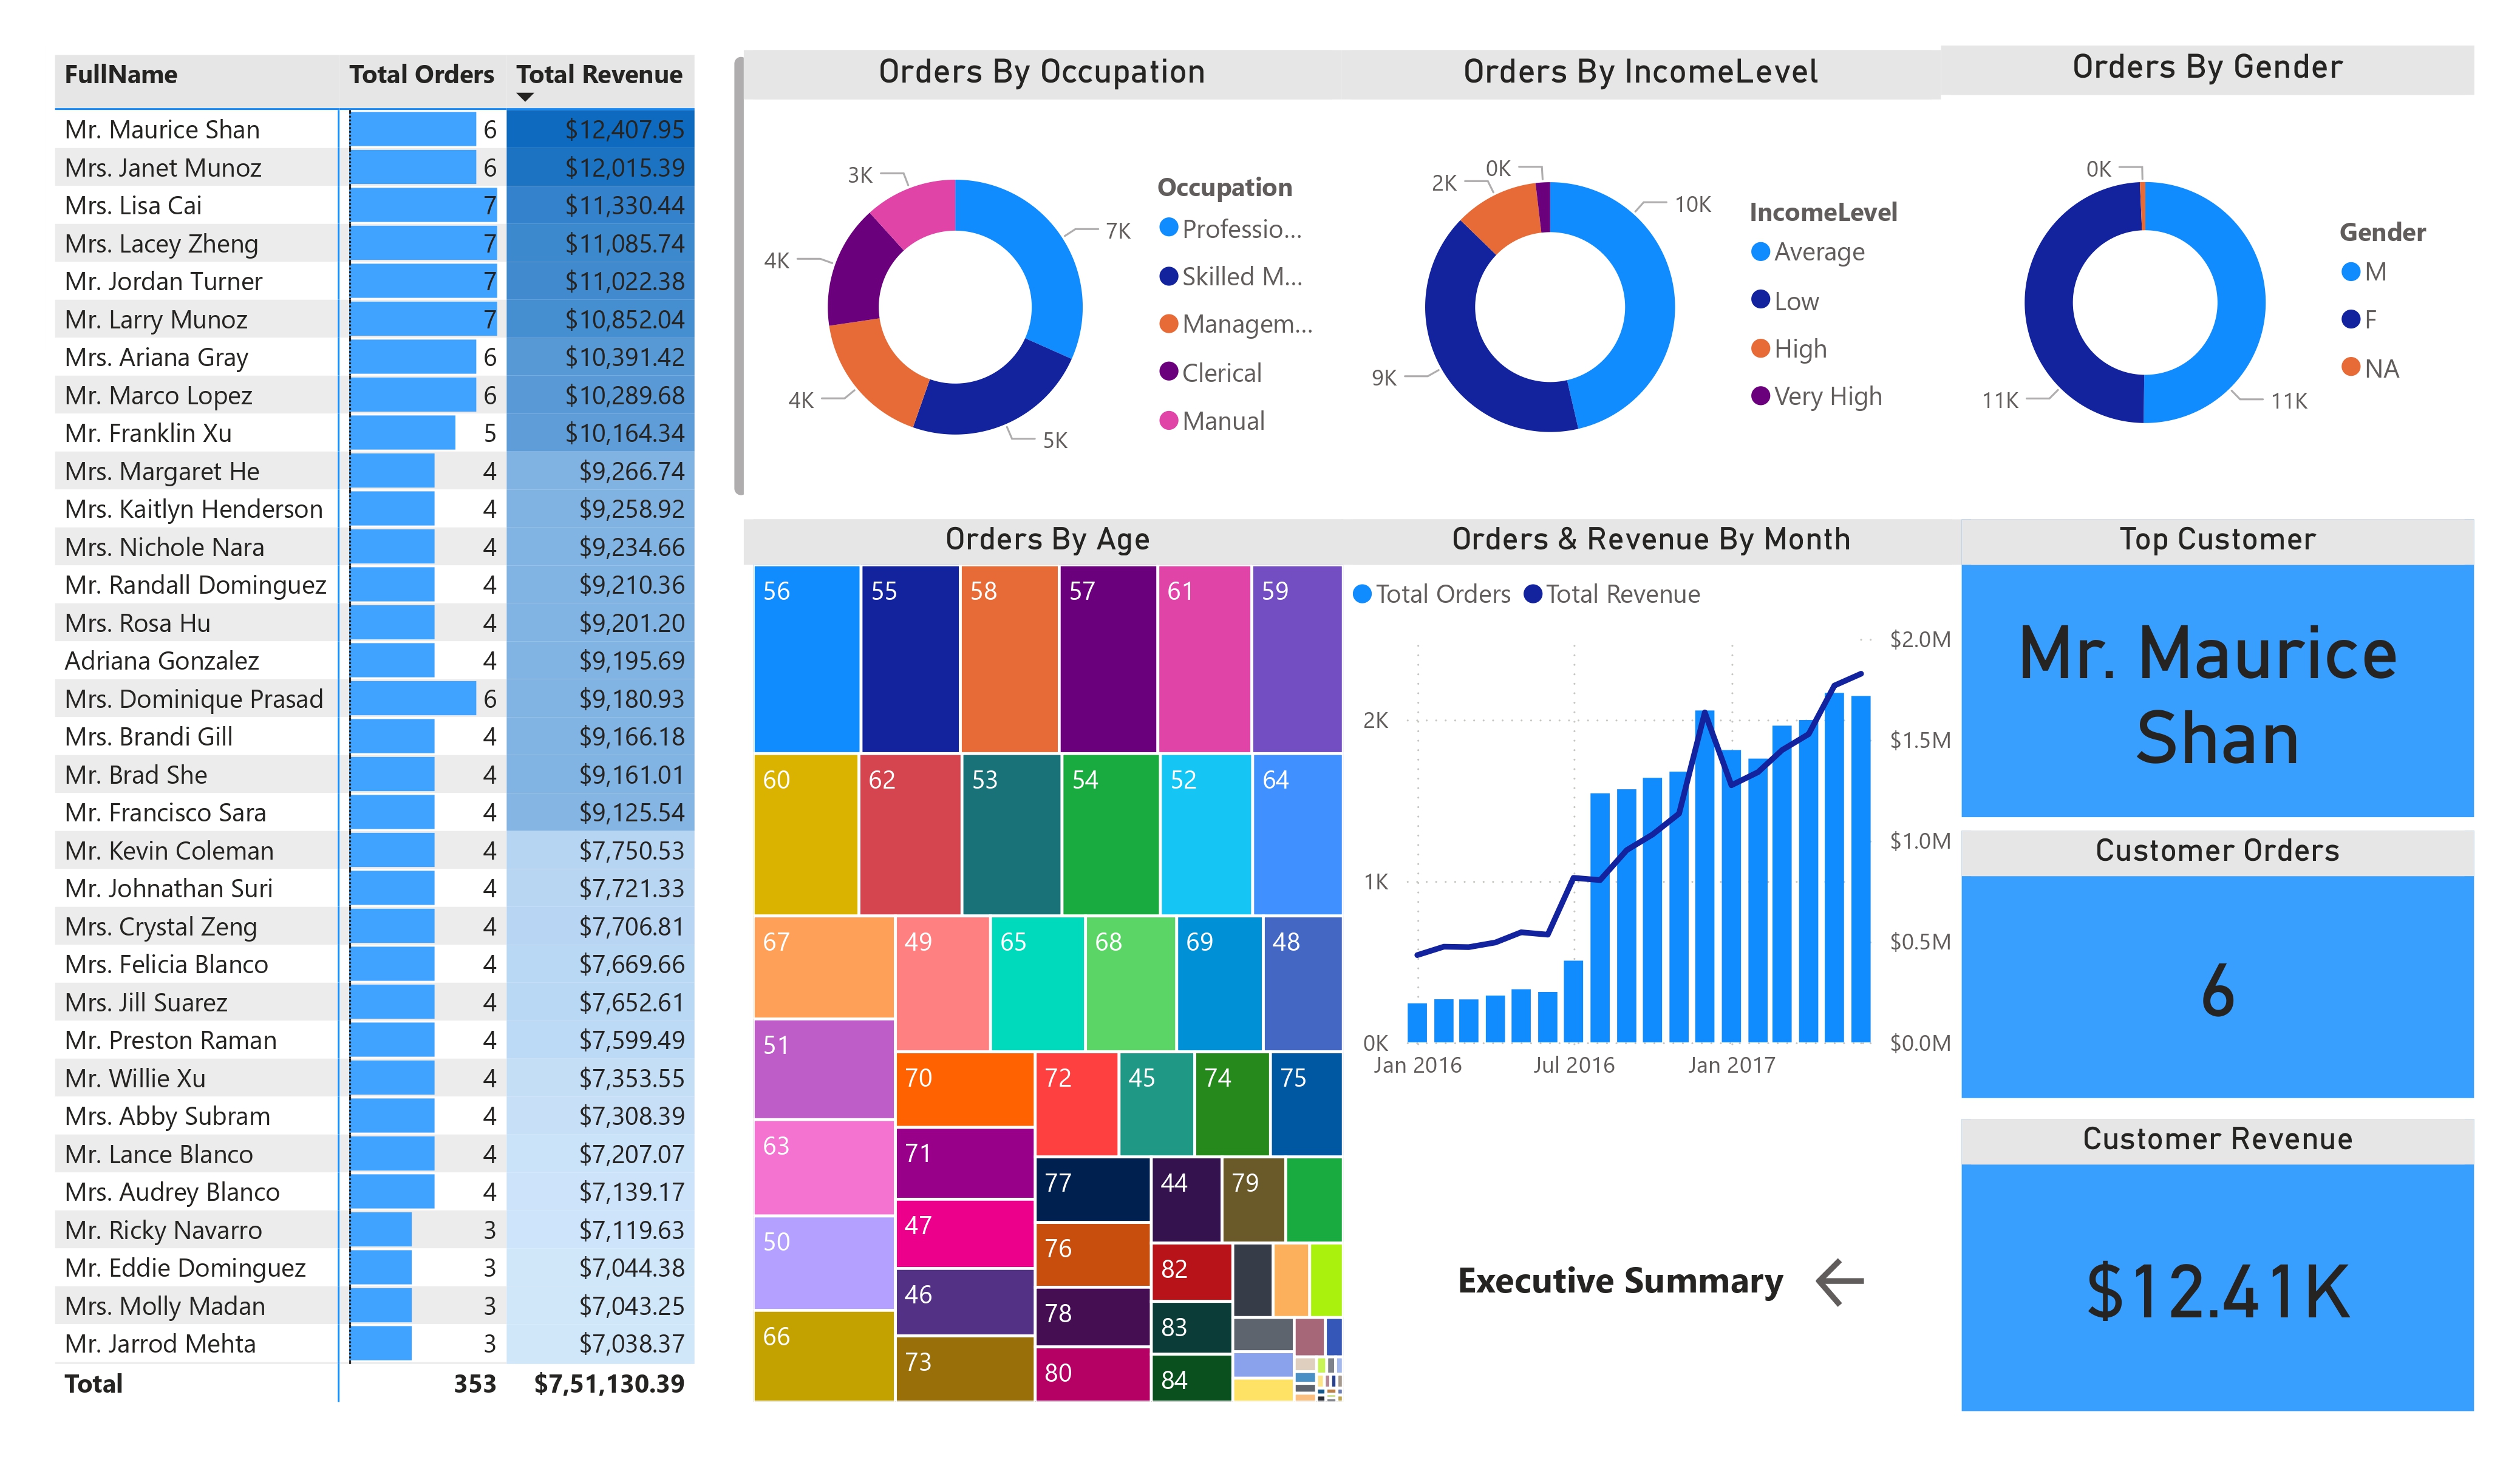 FullName Total Orders Total Revenue
Mr. Maurice Shan 6 $12,407.95
Mrs. Janet Munoz 6 $12,015.39
Mrs. Lisa Cai 7 $11,330.44
Mrs. Lacey Zheng 7 $11,085.74
Mr. Jordan Turner 7 $11,022.38
Mr. Larry Munoz 7 $10,852.04
Mrs. Ariana Gray 6 $10,391.42
Mr. Marco Lopez 6 $10,289.68
Mr. Franklin Xu 5 $10,164.34
Mrs. Margaret He 4 $9,266.74
Mrs. Kaitlyn Henderson 4 $9,258.92
Mrs. Nichole Nara 4 $9,234.66
Mr. Randall Dominguez 4 $9,210.36
Mrs. Rosa Hu 4 $9,201.20
Adriana Gonzalez 4 $9,195.69
Mrs. Dominique Prasad 6 $9,180.93
Mrs. Brandi Gill 4 $9,166.18
Mr. Brad She 4 $9,161.01
Mr. Francisco Sara 4 $9,125.54
Mr. Kevin Coleman 4 $7,750.53
Mr. Johnathan Suri 4 $7,721.33
Mrs. Crystal Zeng 4 $7,706.81
Mrs. Felicia Blanco 4 $7,669.66
Mrs. Jill Suarez 4 $7,652.61
Mr. Preston Raman 4 $7,599.49
Mr. Willie Xu 4 $7,353.55
Mrs. Abby Subram 4 $7,308.39
Mr. Lance Blanco 4 $7,207.07
Mrs. Audrey Blanco 4 $7,139.17
Mr. Ricky Navarro 3 $7,119.63
Mr. Eddie Dominguez 3 $7,044.38
Mrs. Molly Madan 3 $7,043.25
Mr. Jarrod Mehta 3 $7,038.37
Total 353 $7,51,130.39
Orders By Occupation
3K
7K
4K
4K
5K
Occupation
Professio...
Skilled M...
Managem...
Clerical
Manual
Orders By IncomeLevel
0K
2K
10K
9K
IncomeLevel
Average
Low
High
Very High
Orders By Gender
0K
11K
11K
Gender
M
F
NA
Orders By Age
56 55 58 57 61 59
60 62 53 54 52 64
67 49 65 68 69 48
51
70 72 45 74 75
63
71
77 44 79
47
50
76
82
46
78
83
66
73
80
84
Orders & Revenue By Month
Total Orders Total Revenue
2K
1K
0K
$2.0M
$1.5M
$1.0M
$0.5M
$0.0M
Jan 2016 Jul 2016 Jan 2017
Executive Summary
Top Customer
Mr. Maurice
Shan
Customer Orders
6
Customer Revenue
$12.41K